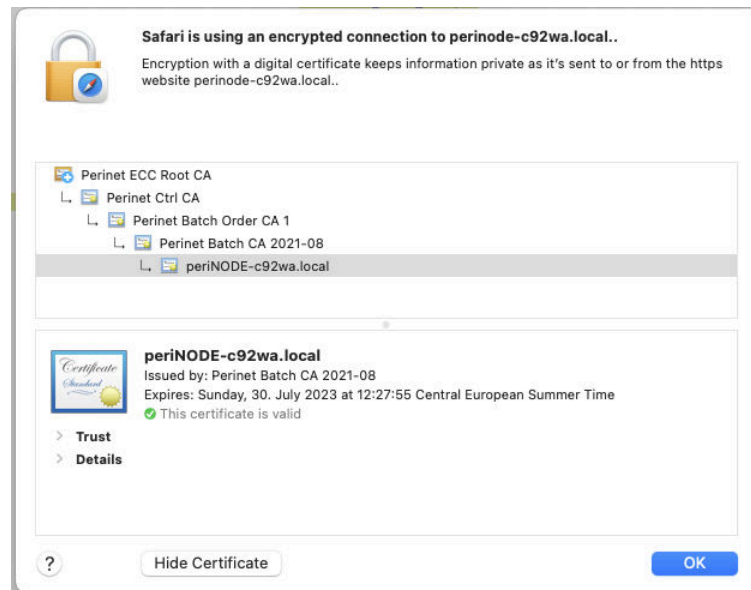 Safari is using an encrypted connection to perinode-c92wa.local..
Encryption with a digital certificate keeps information private as it's sent to or from the https
website perinode-c92wa.local..
Perinet ECC Root CA
Perinet Ctrl CA
Perinet Batch Order CA 1
Perinet Batch CA 2021-08
periNODE-c92wa.local
Certificate
Standard
periNODE-c92wa.local
Issued by: Perinet Batch CA 2021-08
Expires: Sunday, 30. July 2023 at 12:27:55 Central European Summer Time
This certificate is valid
Trust
Details
?
Hide Certificate
OK